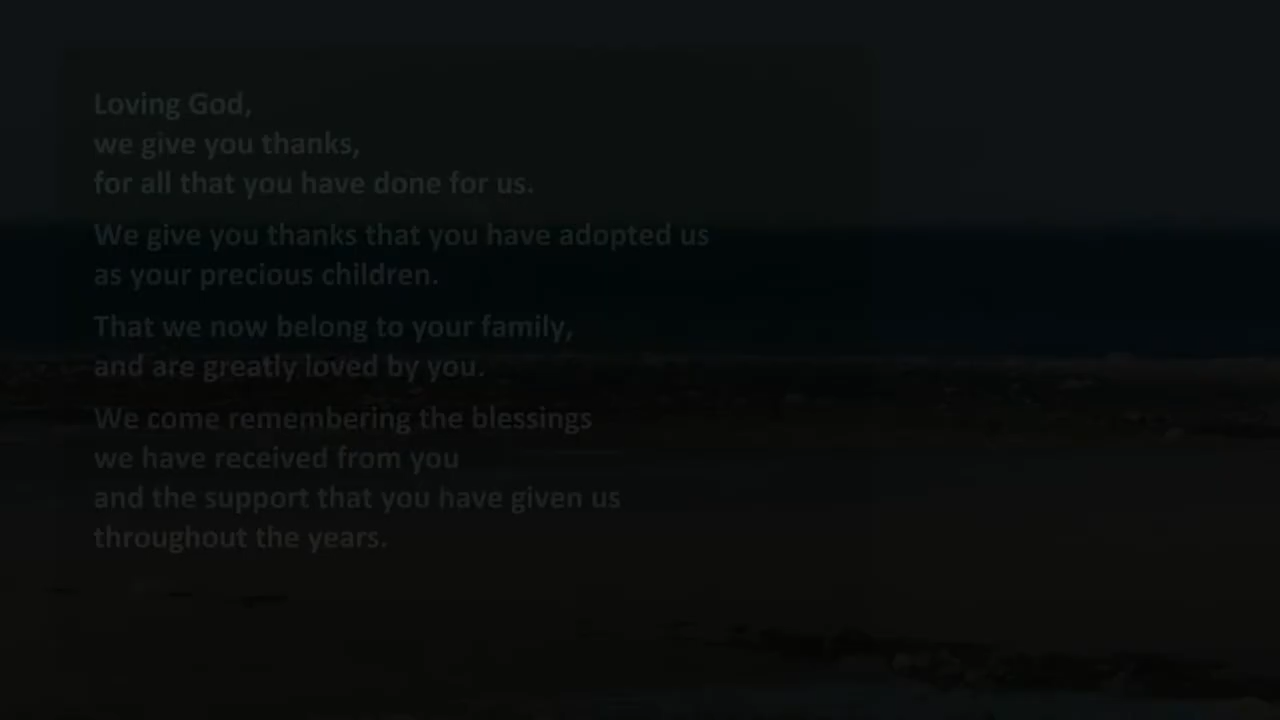 Loving God,
we give you thanks,
for all that you have done for us.
We give you thanks that you have adopted us
as your precious children.
That we now belong to your family,
and are greatly loved by you.
We come remembering the blessings
we have received from you
and the support that you have given us
throughout the years.